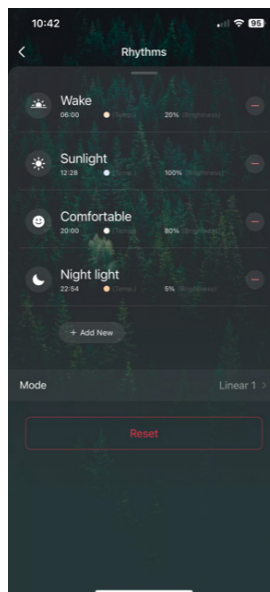 10:42
95
Rhythms
Wake
06:00 (Temp.) 20% (Brightness)
Sunlight
12:28 (Temp.) 100% (Brightness)
Comfortable
20:00 (Temp.) 80% (Brightness)
Night light
22:54 (Temp.) 5% (Brightness)
+ Add New
Mode Linear 1 >
Reset